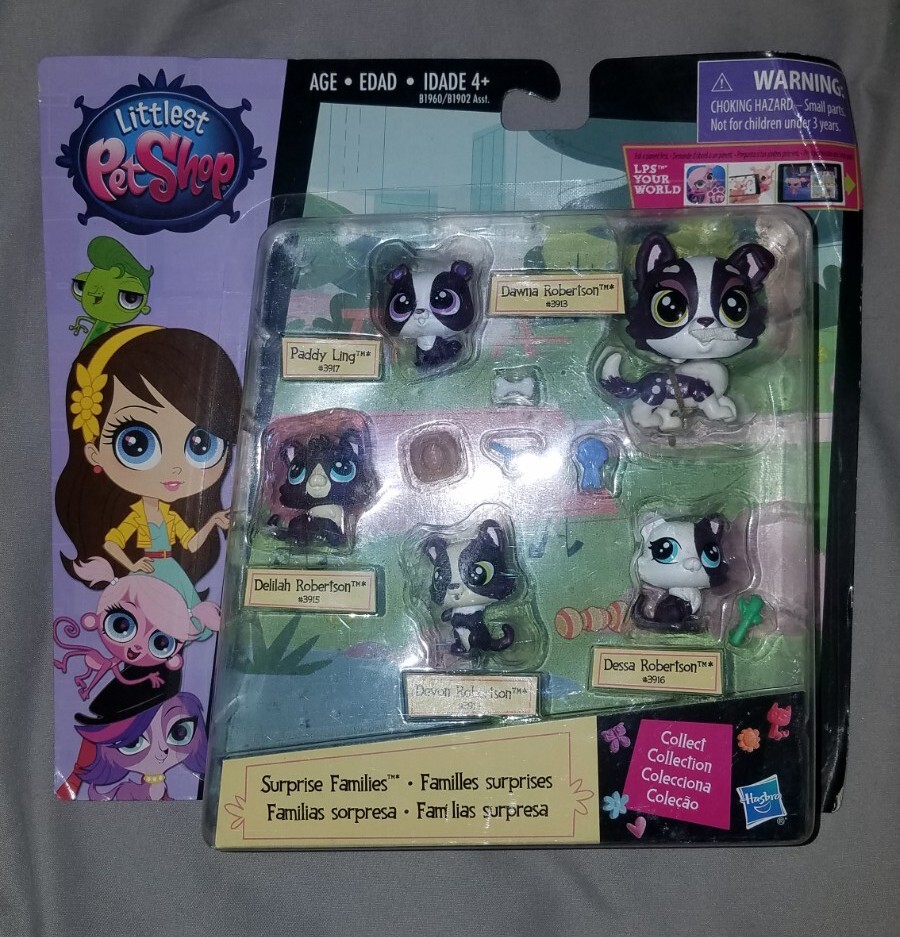 Littlest
PetShop
AGE • EDAD • IDADE 4+
B1960/B1902 Asst.
⚠ WARNING:
CHOKING HAZARD – Small parts.
Not for children under 3 years.
LPS™
YOUR
WORLD
Dawna Robertson™*
#3913
Paddy Ling™*
#3917
Delilah Robertson™*
#3915
Devon Robertson™*
Dessa Robertson™*
#3916
Surprise Families™* • Familles surprises
Familias sorpresa • Famílias surpresa
Collect
Collection
Colecciona
Coleção
Hasbro
®